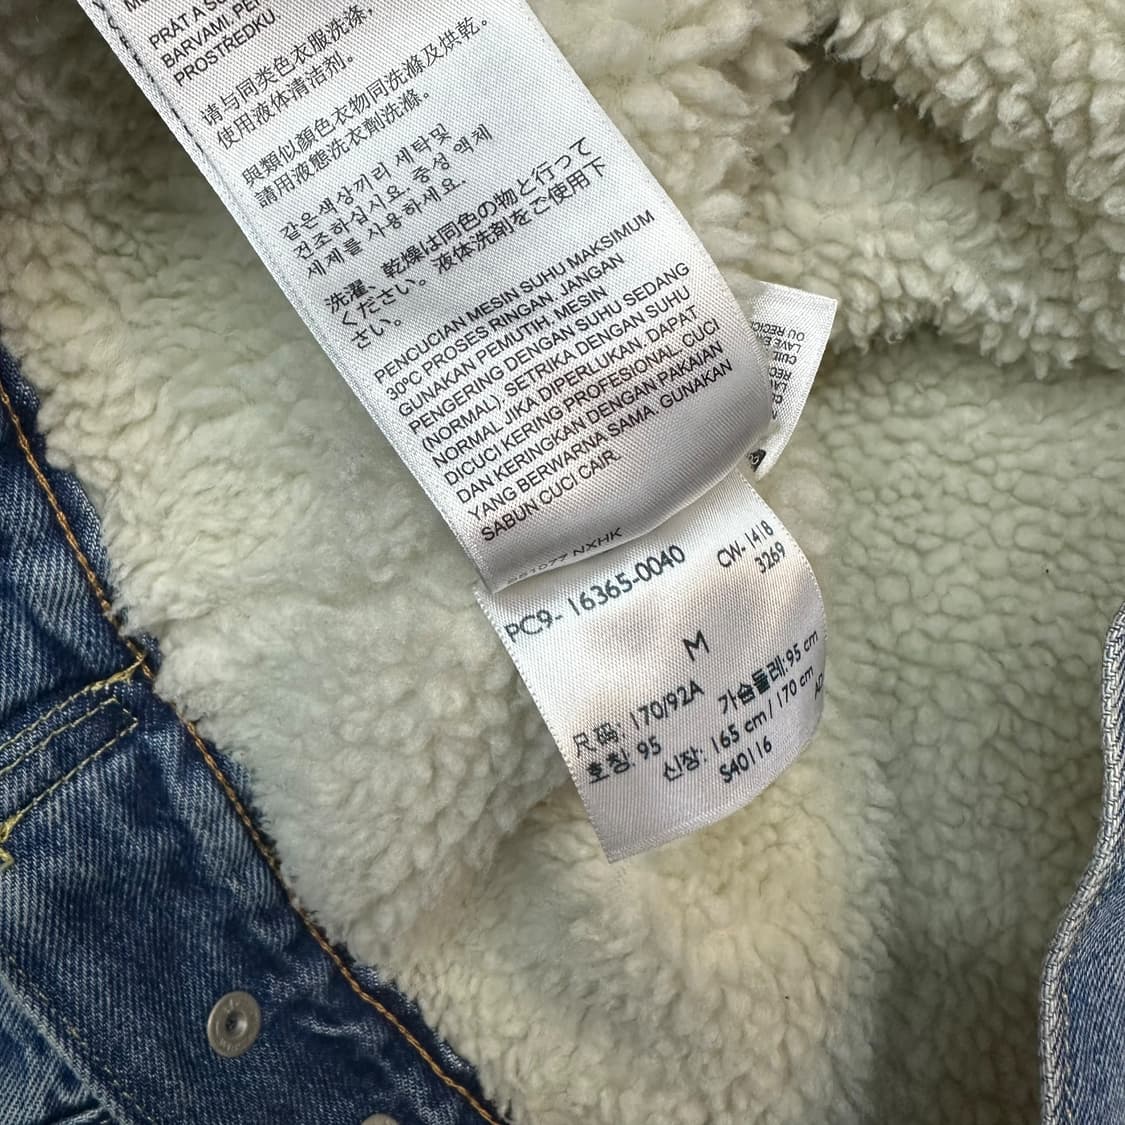 PRÁT A
BARVAMI.
PROSTŘEDKU.
请与同类色衣服洗涤，
使用液体清洁剂。
與類似顏色衣物同洗滌及烘乾。
請用液態洗衣劑洗滌。
같은색상끼리 세탁및
건조하십시요. 중성 액체
세제를 사용하세요.
洗濯、乾燥は同色の物と行って
ください。 液体洗剤をご使用下
さい。
PENCUCIAN MESIN SUHU MAKSIMUM
30ºC PROSES RINGAN. JANGAN
GUNAKAN PEMUTIH. MESIN
PENGERING DENGAN SUHU SEDANG
(NORMAL). SETRIKA DENGAN SUHU
NORMAL JIKA DIPERLUKAN. DAPAT
DICUCI KERING PROFESIONAL. CUCI
DAN KERINGKAN DENGAN PAKAIAN
YANG BERWARNA SAMA. GUNAKAN
SABUN CUCI CAIR.
NXHK
PC9- 16365-0040
CW- 1418
3269
M
尺碼: 170/92A
호칭: 95
가슴둘레: 95 cm
신장: 165 cm/ 170 cm
S40116
OU
LAVE